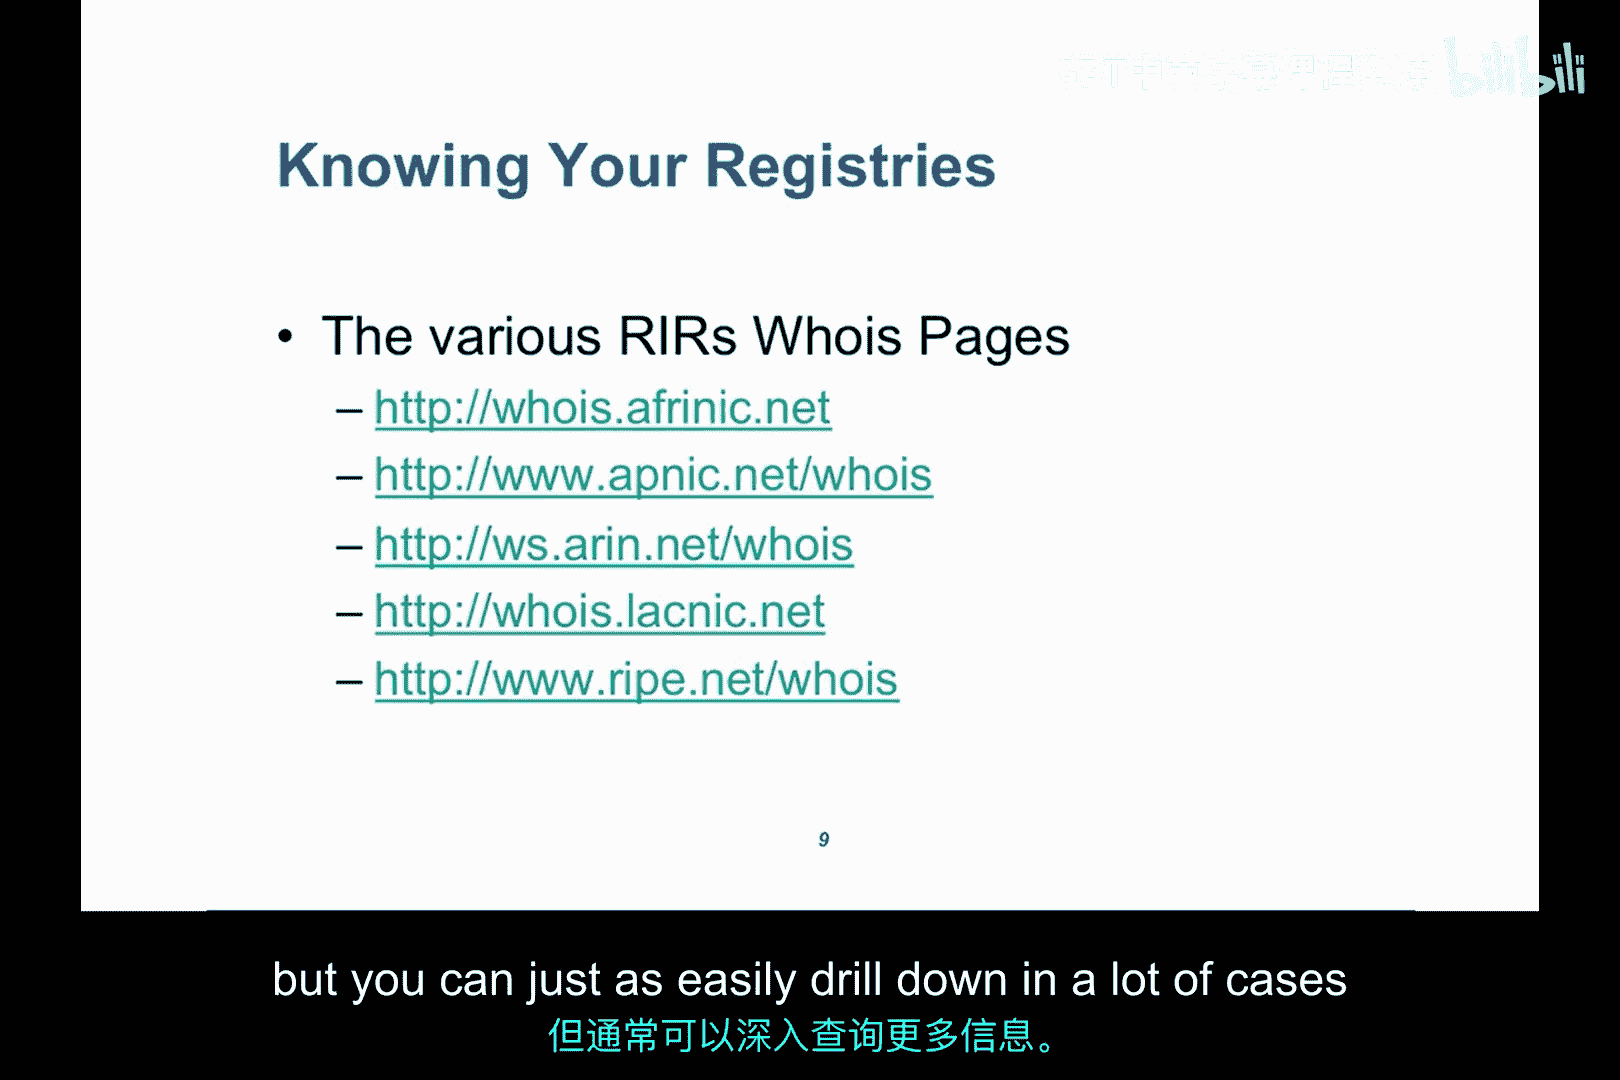 bilibili
Knowing Your Registries
• The various RIRs Whois Pages
– http://whois.afrinic.net
– http://www.apnic.net/whois
– http://ws.arin.net/whois
– http://whois.lacnic.net
– http://www.ripe.net/whois
9
but you can just as easily drill down in a lot of cases
但通常可以深入查询更多信息。